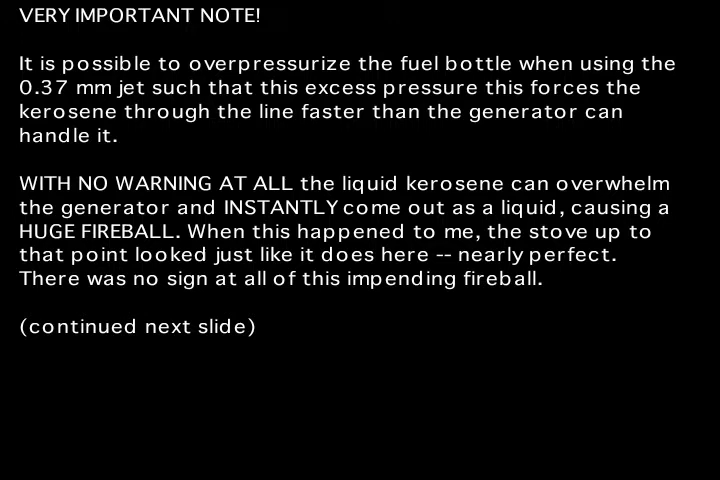 VERY IMPORTANT NOTE!
It is possible to overpressurize the fuel bottle when using the
0.37 mm jet such that this excess pressure this forces the
kerosene through the line faster than the generator can
handle it.
WITH NO WARNING AT ALL the liquid kerosene can overwhelm
the generator and INSTANTLY come out as a liquid, causing a
HUGE FIREBALL. When this happened to me, the stove up to
that point looked just like it does here -- nearly perfect.
There was no sign at all of this impending fireball.
(continued next slide)